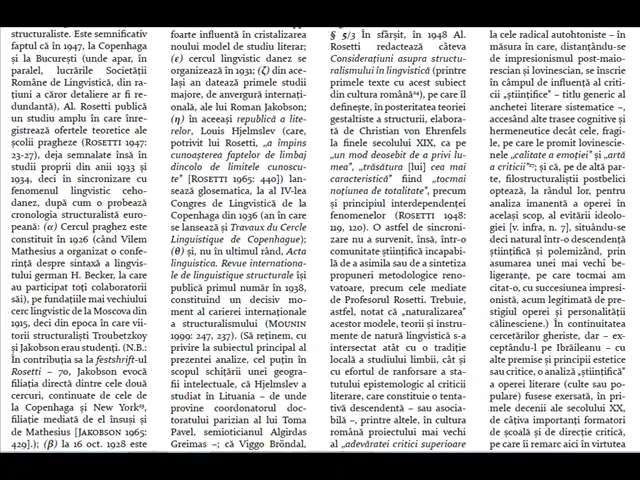 structuraliste. Este semnificativ
faptul că în 1947, la Copenhaga
și la București (unde apar, în
paralel, lucrările Societății
Române de Lingvistică, din ra-
țiuni a căror detaliere ar fi re-
dundantă), Al. Rosetti publică
un studiu amplu în care înre-
gistrează ofertele teoretice ale
școlii pragheze (ROSETTI 1947:
23-27), deja semnalate însă în
studii proprii din anii 1933 și
1934, deci în sincronizare cu
fenomenul lingvistic ceho-
danez, după cum o probează
cronologia structuralistă euro-
peană: (α) Cercul praghez este
constituit în 1926 (când Vilem
Mathesius a organizat o confe-
rință despre sintaxa a lingvis-
tului german H. Becker, la care
au participat toți colaboratorii
săi), pe fundațiile mai vechiului
cerc lingvistic de la Moscova din
1915, deci din epoca în care vii-
torii structuraliști Troubetzkoy
și Jakobson erau studenți. (N.B.:
În contribuția sa la festshrift-ul
Rosetti – 70, Jakobson evocă
filiația directă dintre cele două
cercuri, continuate de cele de
la Copenhaga și New York
filiație mediată de el însuși și
de Mathesius [JAKOBSON 1965:
429].); (β) la 16 oct. 1928 este
foarte influentă în cristalizarea
noului model de studiu literar;
(ε) cercul lingvistic danez se
organizează în 1931; (ζ) din ace-
lași an datează primele studii
majore, de anvergură internați-
onală, ale lui Roman Jakobson;
(η) în aceeași republică a lite-
relor, Louis Hjelmslev (care,
potrivit lui Rosetti, „a împins
cunoașterea faptelor de limbaj
dincolo de limitele cunoscu-
te” [ROSETTI 1965: 440]) lan-
sează glosematica, la al IV-lea
Congres de Lingvistică de la
Copenhaga din 1936 (an în care
se lansează și Travaux du Cercle
Linguistique de Copenhague);
(θ) și, nu în ultimul rând, Acta
linguistica. Revue internationa-
le de linguistique structurale își
publică primul număr în 1938,
constituind un decisiv mo-
ment al carierei internaționale
a structuralismului (MOUNIN
1999: 247, 237). (Să reținem, cu
privire la subiectul principal al
prezentei analize, cel puțin în
scopul schițării unei geogra-
fii intelectuale, că Hjelmslev a
studiat în Lituania – de unde
provine coordonatorul doc-
toratului parizian al lui Toma
Pavel, semioticianul Algirdas
Greimas –; că Viggo Bröndal,
§ 5/3 În sfârșit, în 1948 Al.
Rosetti redactează câteva
Considerațiuni asupra structu-
ralismului în lingvistică (printre
primele texte cu acest subiect
din cultura română), pe care îl
definește, în posteritatea teoriei
gestaltiste a structurii, elabora-
tă de Christian von Ehrenfels
la finele secolului XIX, ca pe
„un mod deosebit de a privi lu-
mea”, „trăsătura [lui] cea mai
caracteristică” fiind „tocmai
noțiunea de totalitate”, precum
și principiul interdependenței
fenomenelor (ROSETTI 1948:
119, 120). O astfel de sincroni-
zare nu a survenit, însă, într-o
comunitate științifică incapabi-
lă de a asimila sau de a sintetiza
propuneri metodologice reno-
vatoare, precum cele mediate
de Profesorul Rosetti. Trebuie,
astfel, notat că „naturalizarea”
acestor modele, teorii și instru-
mente de natură lingvistică s-a
intersectat atât cu o tradiție
locală a studiului limbii, cât și
cu efortul de ranforsare a sta-
tutului epistemologic al criticii
literare, care constituie o tenta-
tivă descendentă – sau asocia-
bilă –, printre altele, în cultura
română proiectului mai vechi
al „adevăratei critici superioare
la cele radical autohtoniste – în
măsura în care, distanțându-se
de impresionismul post-maio-
rescian și lovinescian, se înscrie
în câmpul de influență al criti-
cii „științifice” – titlu generic al
anchetei literare sistematice –,
accesând alte trasee cognitive și
hermeneutice decât cele, fragi-
le, pe care le promit lovinescie-
nele „calitate a emoției” și „artă
a criticii”; și că, pe de altă par-
te, filostructuraliștii postbelici
optează, la rândul lor, pentru
analiza imanentă a operei în
același scop, al evitării ideolo-
giei [v. infra, n. 7], situându-se
deci natural într-o descendență
științifică și polemizând, prin
asumarea unei mai vechi be-
ligeranțe, pe care tocmai am
citat-o, cu succesiunea impresi-
onistă, acum legitimată de pres-
tigiul operei și personalității
călinesciene.) În continuitatea
cercetărilor gheriste, dar – ex-
ceptându-l pe Ibrăileanu – cu
alte premise și principii estetice
sau critice, o analiză „științifică”
a operei literare (culte sau po-
pulare) fusese exersată, în pri-
mele decenii ale secolului XX,
de câțiva importanți formatori
de școală și de direcție critică,
pe care îi remarc aici în virtutea